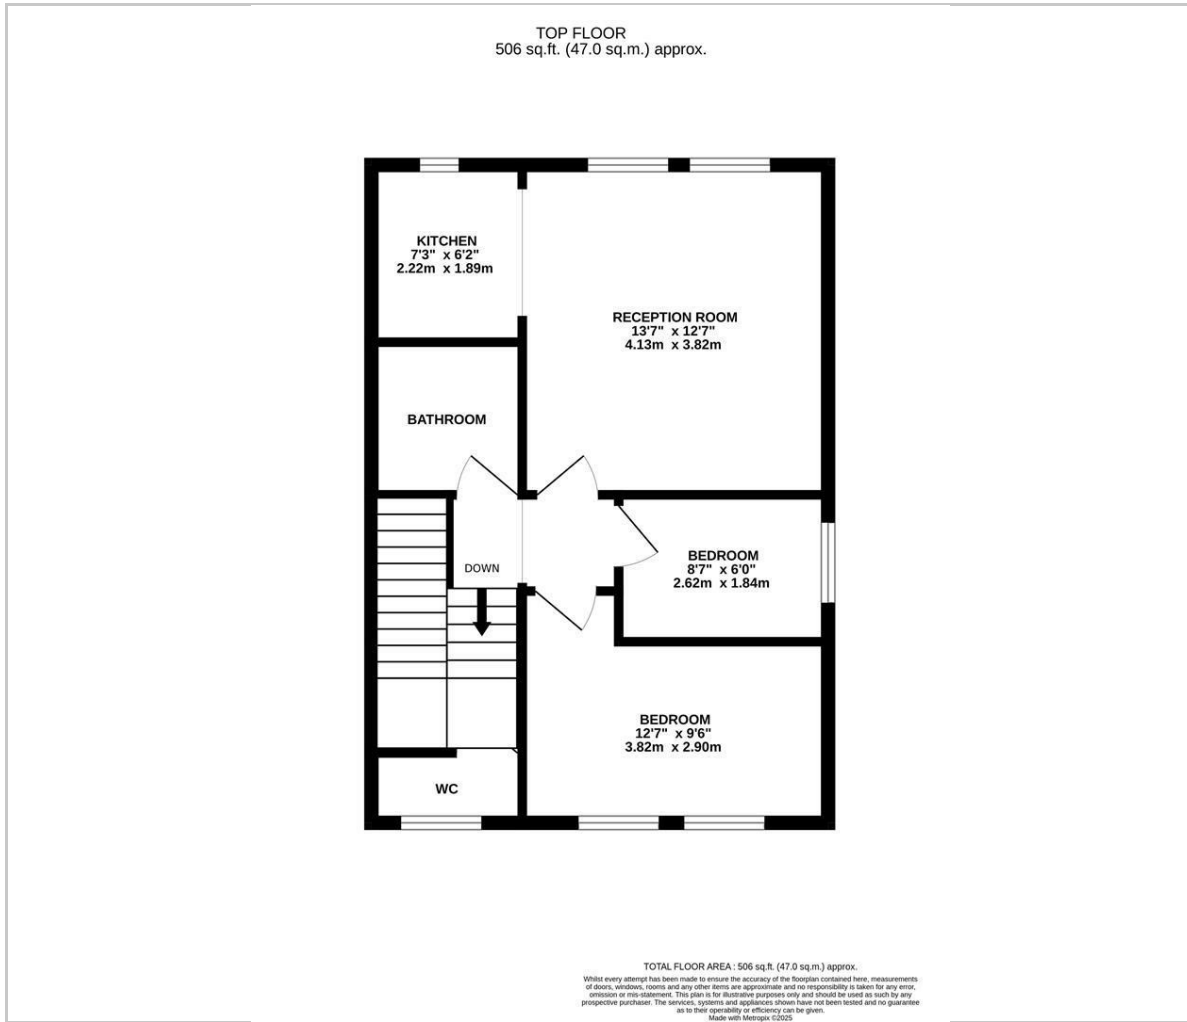 TOP FLOOR
506 sq.ft. (47.0 sq.m.) approx.
KITCHEN
7'3" x 6'2"
2.22m x 1.89m
RECEPTION ROOM
13'7" x 12'7"
4.13m x 3.82m
BATHROOM
BEDROOM
8'7" x 6'0"
2.62m x 1.84m
DOWN
BEDROOM
12'7" x 9'6"
3.82m x 2.90m
WC
TOTAL FLOOR AREA : 506 sq.ft. (47.0 sq.m.) approx.
Whilst every attempt has been made to ensure the accuracy of the floorplan contained here, measurements
of doors, windows, rooms and any other items are approximate and no responsibility is taken for any error,
omission or mis-statement. This plan is for illustrative purposes only and should be used as such by any
prospective purchaser. The services, systems and appliances shown have not been tested and no guarantee
as to their operability or efficiency can be given.
Made with Metropix ©2025